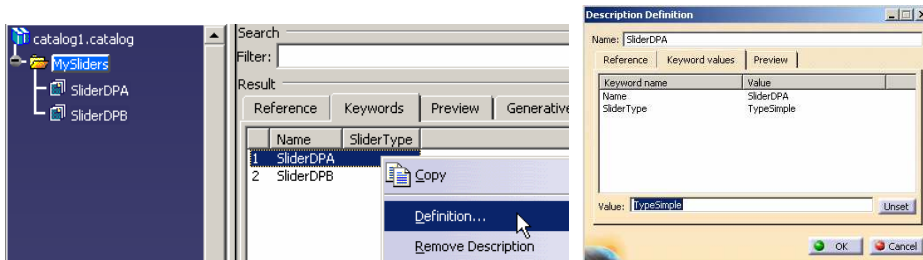 catalog1.catalog
MySliders
SliderDPA
SliderDPB
Search
Filter:
Result
Reference Keywords Preview Generative
Name SliderType
1 SliderDPA
2 SliderDPB
Copy
Definition...
Remove Description
Description Definition
Name: SliderDPA
Reference Keyword values Preview
Keyword name Value
Name SliderDPA
SliderType TypeSimple
Value: TypeSimple Unset
OK Cancel